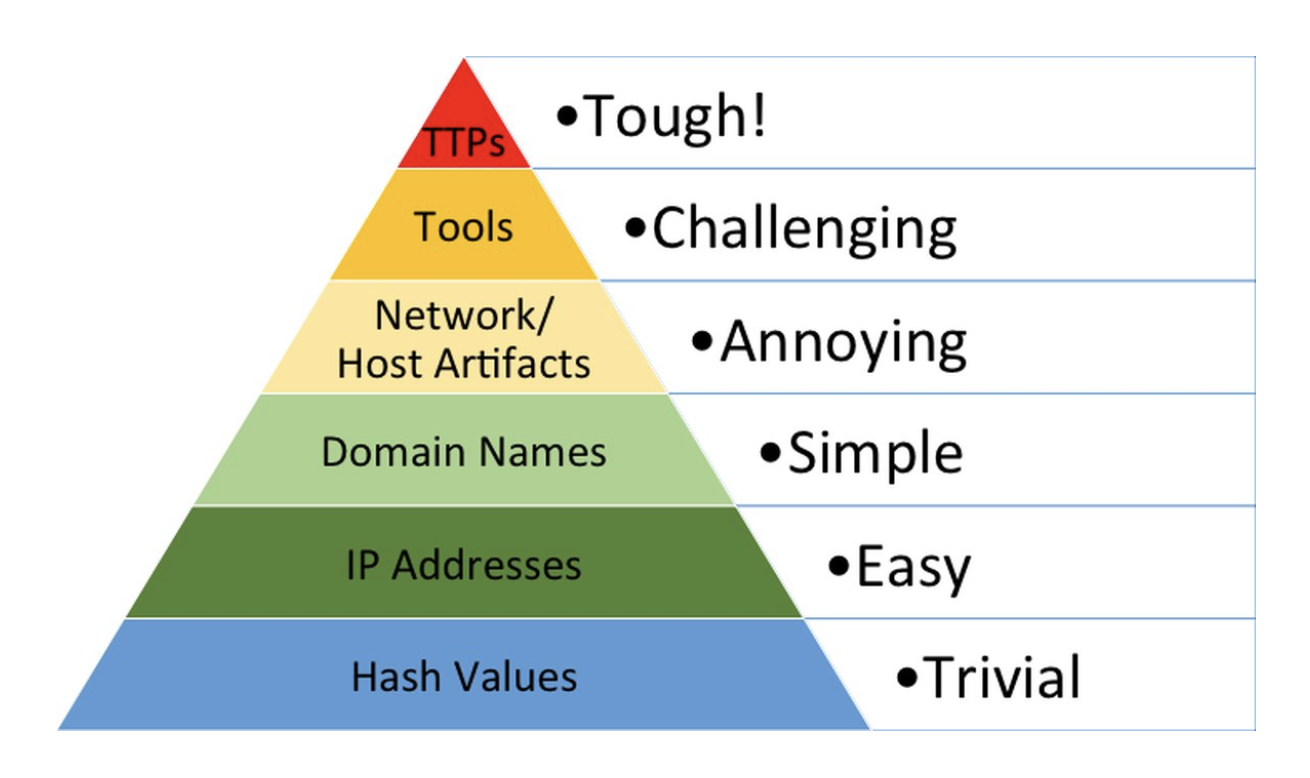 TTPs
•Tough!
Tools
•Challenging
Network/
Host Artifacts
•Annoying
Domain Names
•Simple
IP Addresses
•Easy
Hash Values
•Trivial